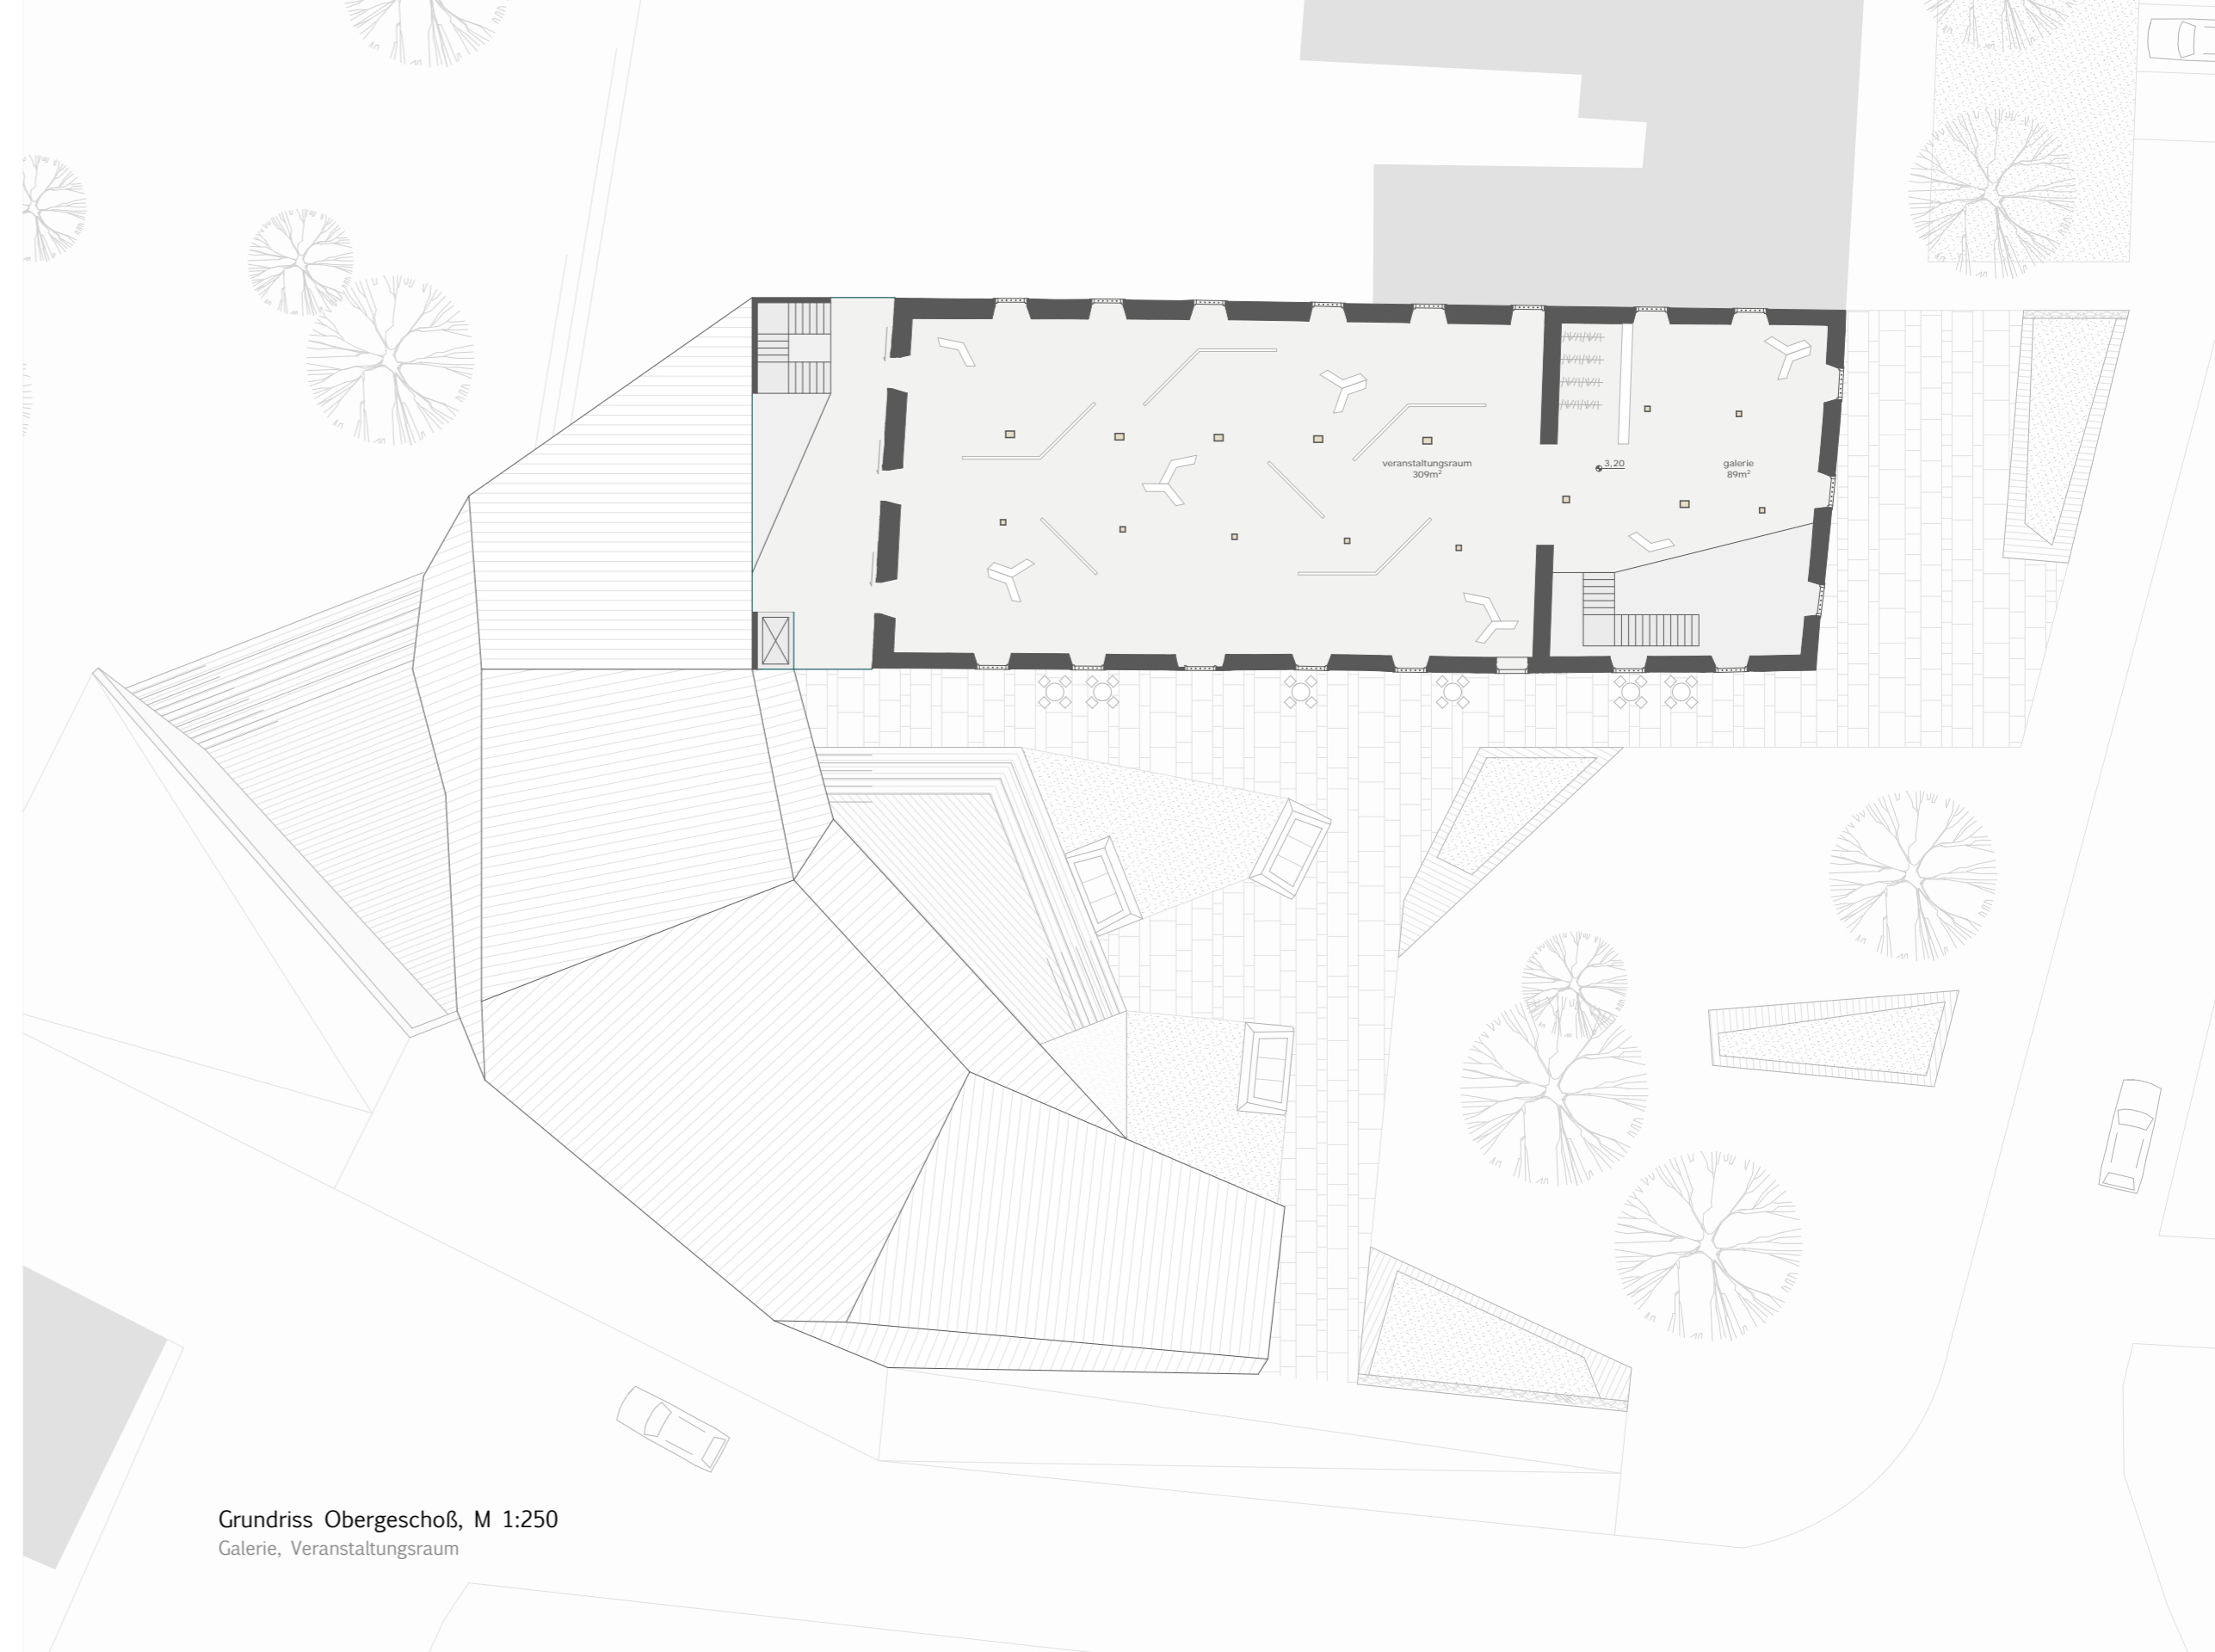 veranstaltungsraum
309m²
3,20
galerie
89m²
Grundriss Obergeschoß, M 1:250
Galerie, Veranstaltungsraum